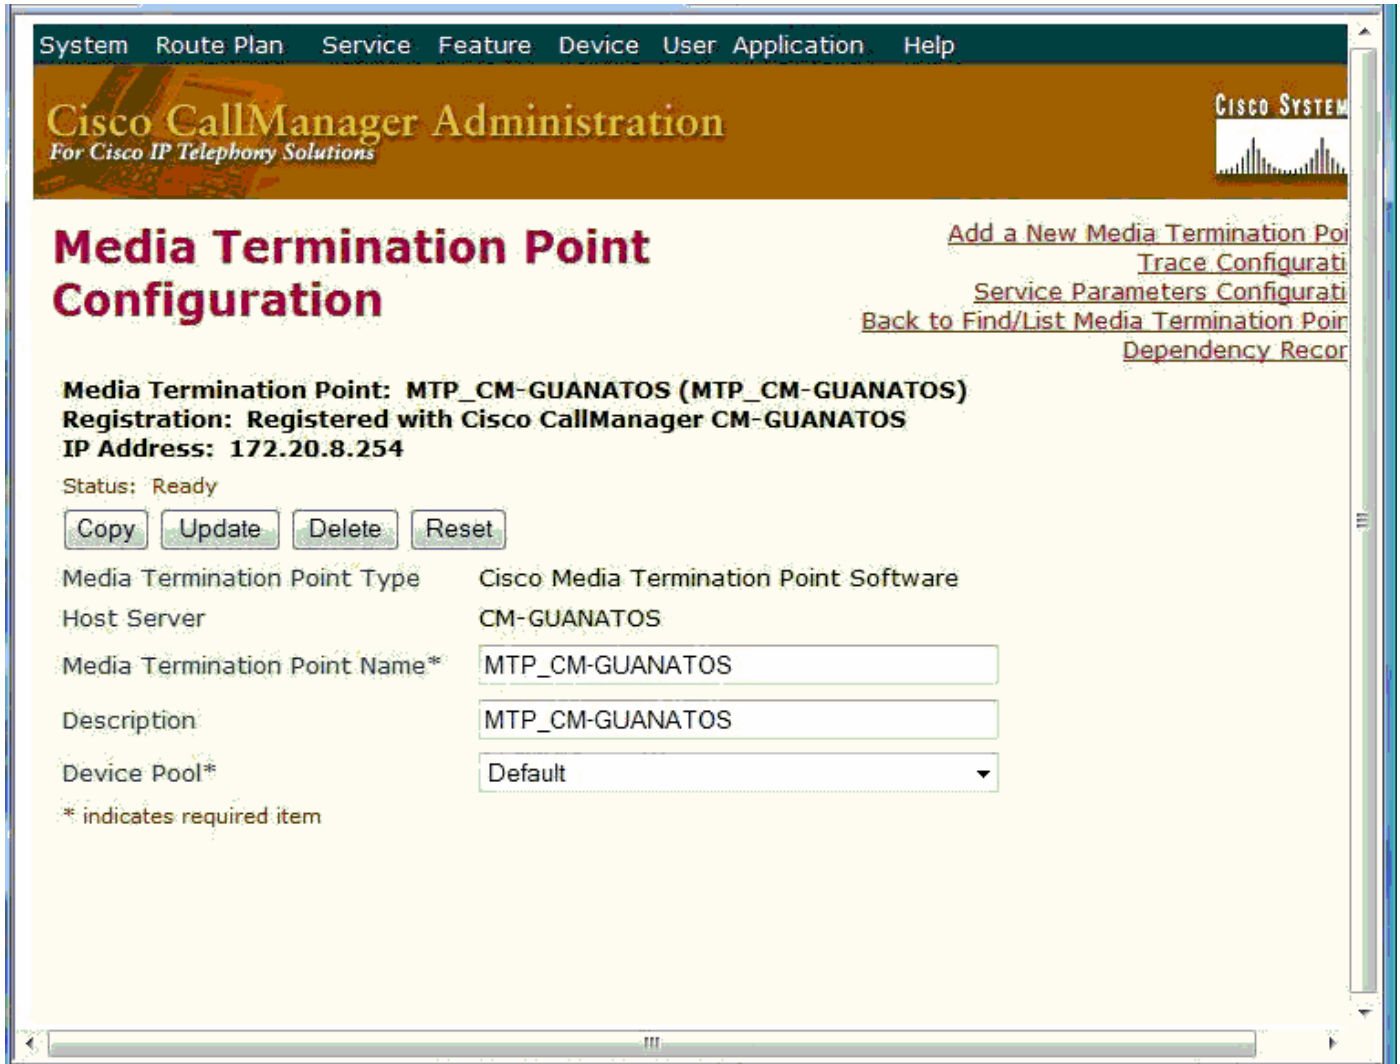 System Route Plan Service Feature Device User Application Help
Cisco CallManager Administration
For Cisco IP Telephony Solutions
CISCO SYSTEM
Media Termination Point
Configuration
Add a New Media Termination Poi
Trace Configurati
Service Parameters Configurati
Back to Find/List Media Termination Poin
Dependency Recor
Media Termination Point: MTP_CM-GUANATOS (MTP_CM-GUANATOS)
Registration: Registered with Cisco CallManager CM-GUANATOS
IP Address: 172.20.8.254
Status: Ready
Copy Update Delete Reset
Media Termination Point Type Cisco Media Termination Point Software
Host Server CM-GUANATOS
Media Termination Point Name* MTP_CM-GUANATOS
Description MTP_CM-GUANATOS
Device Pool* Default
* indicates required item